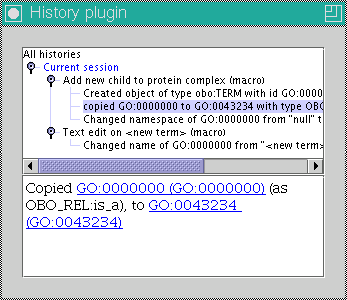 History plugin
All histories
Current session
Add new child to protein complex (macro)
Created object of type obo:TERM with id GO:0000
copied GO:0000000 to GO:0043234 with type OBO
Changed namespace of GO:0000000 from "null" t
Text edit on <new term> (macro)
Changed name of GO:0000000 from "<new term>
Copied GO:0000000 (GO:0000000) (as
OBO_REL:is_a), to GO:0043234
(GO:0043234)